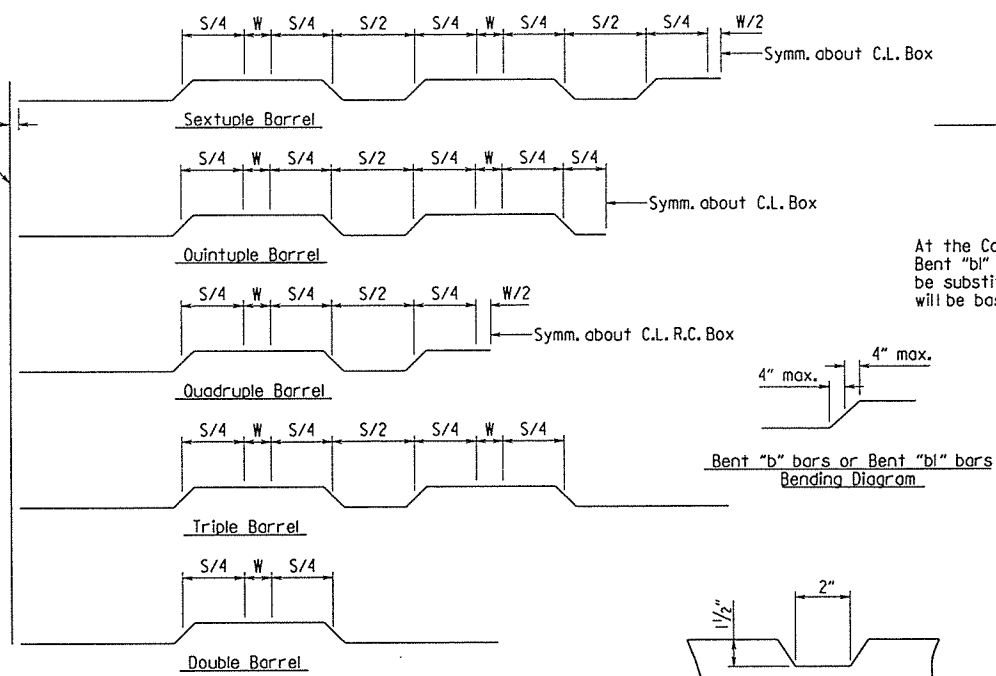 S/4 W S/4 S/2 S/4 W S/4 S/2 S/4 W/2
Symm. about C.L. Box
Sextuple Barrel
S/4 W S/4 S/2 S/4 W S/4 S/4
Symm. about C.L. Box
Quintuple Barrel
At the Co
Bent "b1"
be substit
will be bas
S/4 W S/4 S/2 S/4 W/2
Symm. about C.L. R.C. Box
Quadruple Barrel
4" max.
4" max.
Bent "b" bars or Bent "b1" bars
Bending Diagram
S/4 W S/4 S/2 S/4 W S/4
Triple Barrel
S/4 W S/4
Double Barrel
2"
1½"